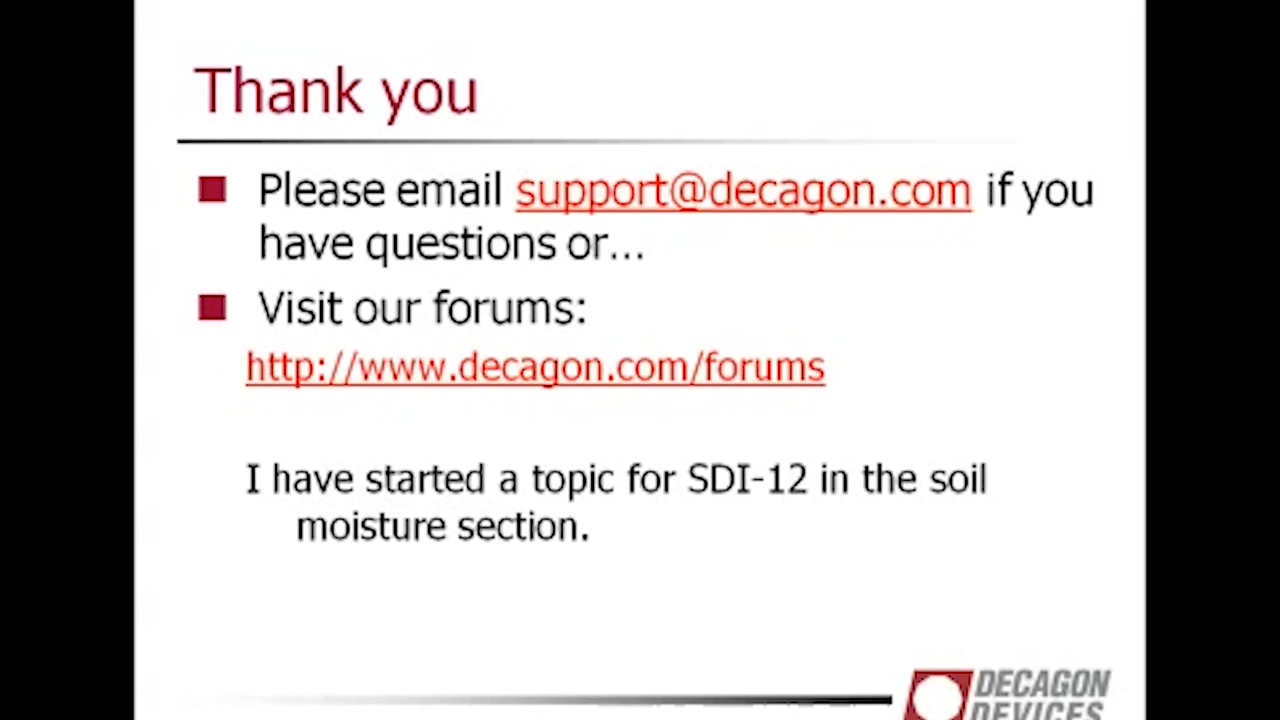 Thank you
Please email support@decagon.com if you
have questions or...
Visit our forums:
http://www.decagon.com/forums
I have started a topic for SDI-12 in the soil
moisture section.
DECAGON
DEVICES